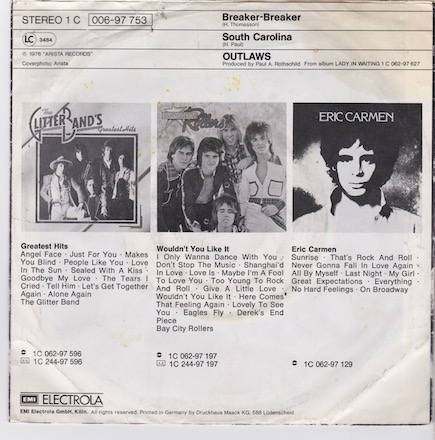 STEREO 1 C 006-97 753
LC 3484
℗ 1976 "ARISTA RECORDS"
Coverphoto: Arista
Breaker-Breaker
(H. Thomasson)
South Carolina
(H. Paul)
OUTLAWS
Produced by Paul A. Rothschild From album LADY IN WAITING 1 C 062-97 627
The
GLITTER BAND'S
Greatest Hits
Rollers
ERIC CARMEN
Greatest Hits
Angel Face · Just For You · Makes
You Blind · People Like You · Love
In The Sun · Sealed With A Kiss ·
Goodbye My Love · The Tears I
Cried · Tell Him · Let's Get Together
Again · Alone Again
The Glitter Band
1C 062-97 596
1C 244-97 596
Wouldn't You Like It
I Only Wanna Dance With You ·
Don't Stop The Music · Shanghai'd
In Love · Love Is · Maybe I'm A Fool
To Love You · Too Young To Rock
And Roll · Give A Little Love ·
Wouldn't You Like It · Here Comes
That Feeling Again · Lovely To See
You · Eagles Fly · Derek's End
Piece
Bay City Rollers
1C 062-97 197
1C 244-97 197
Eric Carmen
Sunrise · That's Rock And Roll ·
Never Gonna Fall In Love Again ·
All By Myself · Last Night · My Girl ·
Great Expectations · Everything ·
No Hard Feelings · On Broadway
1C 062-97 129
EMI ELECTROLA
EMI Electrola GmbH, Köln. All rights reserved. Printed in Germany by Druckhaus Maack KG, 588 Lüdenscheid